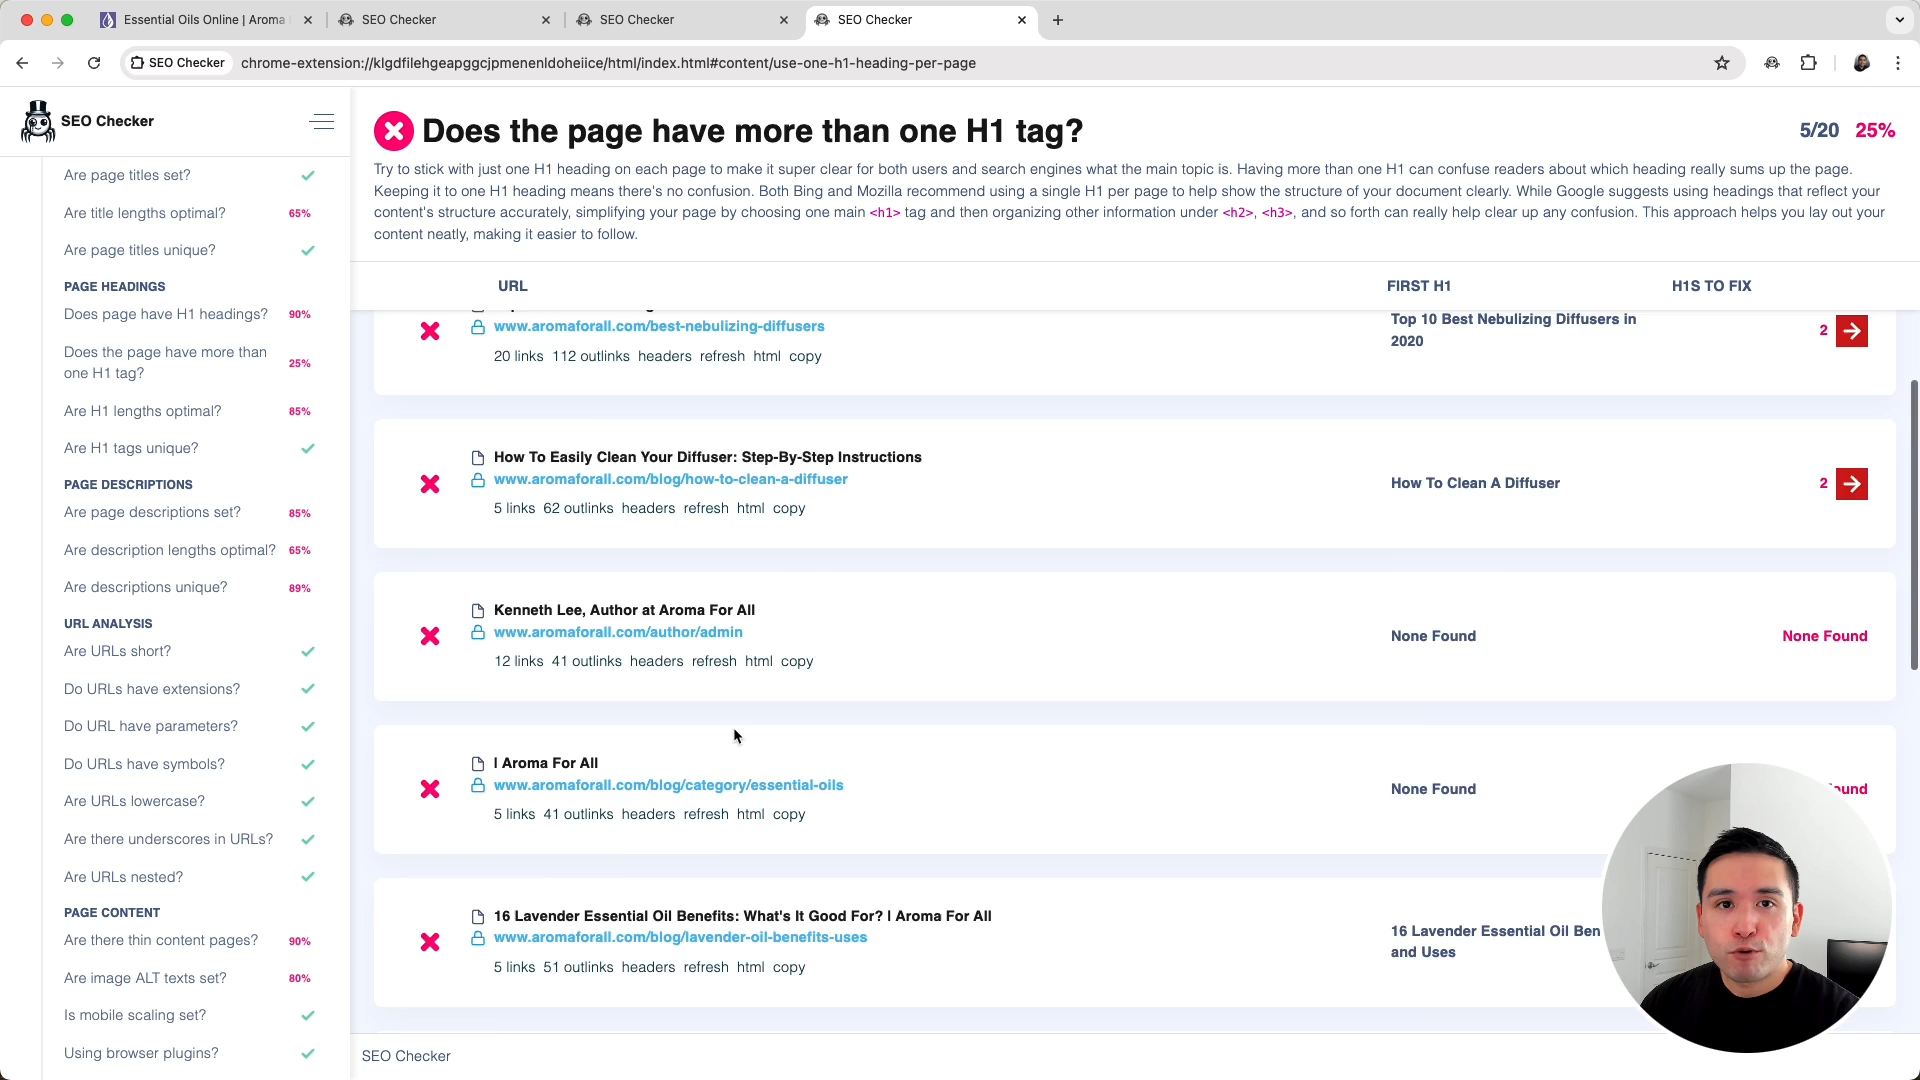 Essential Oils Online | Aroma
SEO Checker
SEO Checker
SEO Checker
SEO Checker
chrome-extension://klgdfilehgeapggcjpmenenldoheiice/html/index.html#content/use-one-h1-heading-per-page
SEO Checker
Are page titles set?
Are title lengths optimal? 65%
Are page titles unique?
PAGE HEADINGS
Does page have H1 headings? 90%
Does the page have more than
one H1 tag? 25%
Are H1 lengths optimal? 85%
Are H1 tags unique?
PAGE DESCRIPTIONS
Are page descriptions set? 85%
Are description lengths optimal? 65%
Are descriptions unique? 89%
URL ANALYSIS
Are URLs short?
Do URLs have extensions?
Do URL have parameters?
Do URLs have symbols?
Are URLs lowercase?
Are there underscores in URLs?
Are URLs nested?
PAGE CONTENT
Are there thin content pages? 90%
Are image ALT texts set? 80%
Is mobile scaling set?
Using browser plugins?
Does the page have more than one H1 tag?
5/20 25%
Try to stick with just one H1 heading on each page to make it super clear for both users and search engines what the main topic is. Having more than one H1 can confuse readers about which heading really sums up the page.
Keeping it to one H1 heading means there's no confusion. Both Bing and Mozilla recommend using a single H1 per page to help show the structure of your document clearly. While Google suggests using headings that reflect your
content's structure accurately, simplifying your page by choosing one main <h1> tag and then organizing other information under <h2>, <h3>, and so forth can really help clear up any confusion. This approach helps you lay out your
content neatly, making it easier to follow.
URL FIRST H1 H1S TO FIX
www.aromaforall.com/best-nebulizing-diffusers
20 links 112 outlinks headers refresh html copy
Top 10 Best Nebulizing Diffusers in
2020
2
How To Easily Clean Your Diffuser: Step-By-Step Instructions
www.aromaforall.com/blog/how-to-clean-a-diffuser
5 links 62 outlinks headers refresh html copy
How To Clean A Diffuser
2
Kenneth Lee, Author at Aroma For All
www.aromaforall.com/author/admin
12 links 41 outlinks headers refresh html copy
None Found
None Found
| Aroma For All
www.aromaforall.com/blog/category/essential-oils
5 links 41 outlinks headers refresh html copy
None Found
ound
16 Lavender Essential Oil Benefits: What's It Good For? | Aroma For All
www.aromaforall.com/blog/lavender-oil-benefits-uses
5 links 51 outlinks headers refresh html copy
16 Lavender Essential Oil Ben
and Uses
SEO Checker